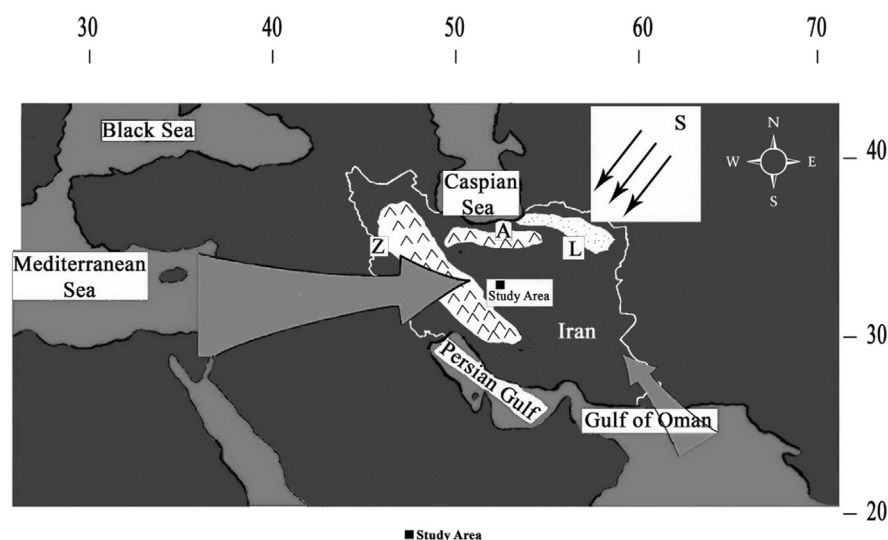 30 40 50 60 70
Black Sea
S
N
W E
S
40
Caspian
Sea
A
Z
L
Mediterranean
Sea
Study Area
Iran
30
Persian Gulf
Gulf of Oman
20
Study Area